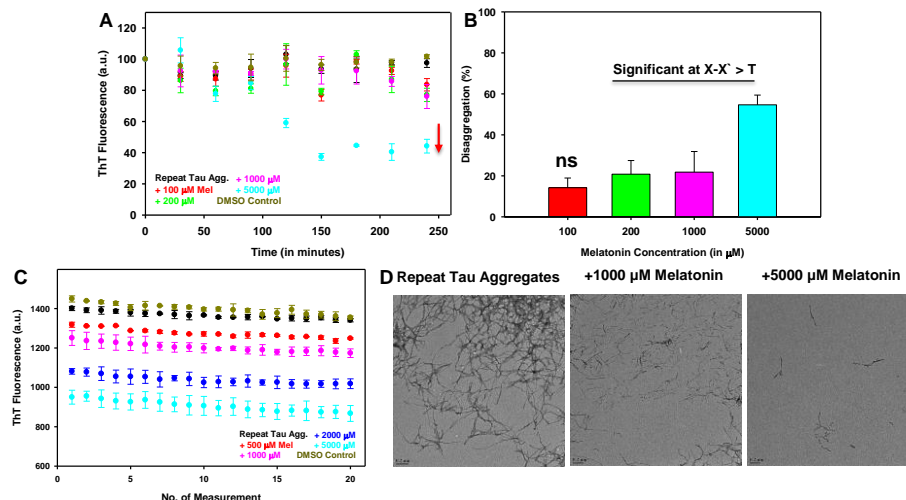 A
ThT Fluorescence (a.u.)
120
100
80
60
40
20
0
Repeat Tau Agg.
+ 100 µM Mel
+ 200 µM
+ 1000 µM
+ 5000 µM
DMSO Control
0 50 100 150 200 250
Time (in minutes)
B
Disaggregation (%)
100
80
60
40
20
0
Significant at X-X` > T
ns
100 200 1000 5000
Melatonin Concentration (in µM)
C
ThT Fluorescence (a.u.)
1400
1200
1000
800
600
Repeat Tau Agg.
+ 500 µM Mel
+ 1000 µM
+ 2000 µM
+ 5000 µM
DMSO Control
0 5 10 15 20
No. of Measurement
D
Repeat Tau Aggregates
+1000 µM Melatonin
+5000 µM Melatonin